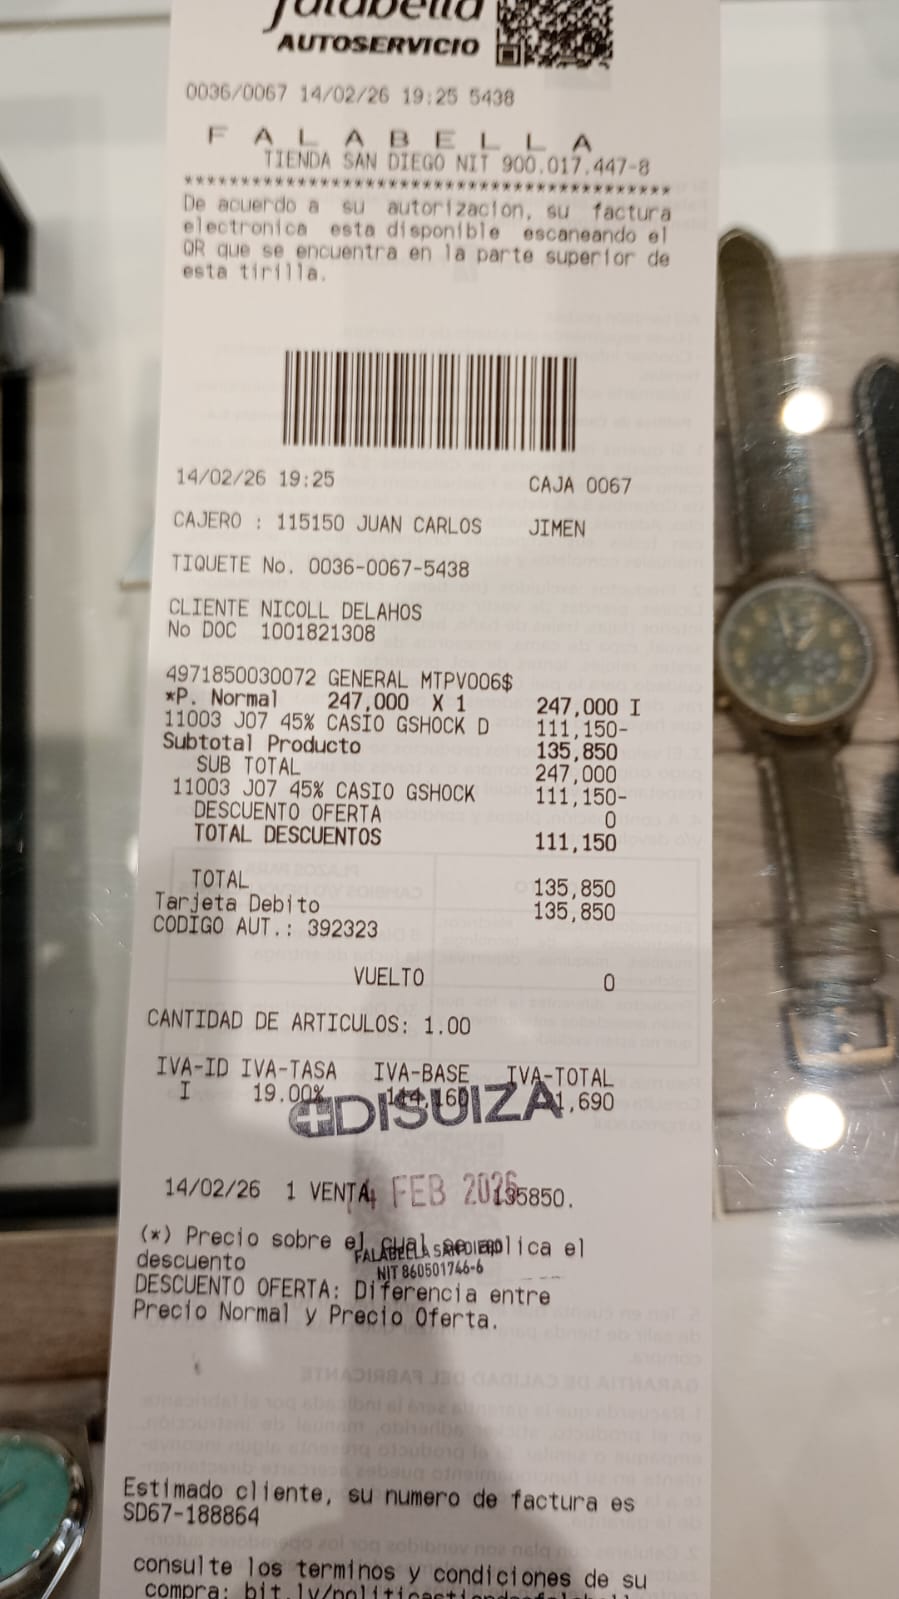 falabella
AUTOSERVICIO
0036/0067 14/02/26 19:25 5438
F A L A B E L L A
TIENDA SAN DIEGO NIT 900.017.447-8
******************************************
De acuerdo a su autorizacion, su factura
electronica esta disponible escaneando el
QR que se encuentra en la parte superior de
esta tirilla.
14/02/26 19:25 CAJA 0067
CAJERO : 115150 JUAN CARLOS JIMEN
TIQUETE No. 0036-0067-5438
CLIENTE NICOLL DELAHOS
No DOC 1001821308
4971850030072 GENERAL MTPV006$
*P. Normal 247,000 X 1 247,000 I
11003 J07 45% CASIO GSHOCK D 111,150-
Subtotal Producto 135,850
SUB TOTAL 247,000
11003 J07 45% CASIO GSHOCK 111,150-
DESCUENTO OFERTA 0
TOTAL DESCUENTOS 111,150
TOTAL 135,850
Tarjeta Debito 135,850
CODIGO AUT.: 392323
VUELTO 0
CANTIDAD DE ARTICULOS: 1.00
IVA-ID IVA-TASA IVA-BASE IVA-TOTAL
I 19.00% 114,160 1,690
DISUIZA
14/02/26 1 VENTA 135850.
FEB 2026
(*) Precio sobre el cual se aplica el
descuento
FALABELLA SAN DIEGO
NIT 860501746-6
DESCUENTO OFERTA: Diferencia entre
Precio Normal y Precio Oferta.
Estimado cliente, su numero de factura es
SD67-188864
consulte los terminos y condiciones de su
compra: